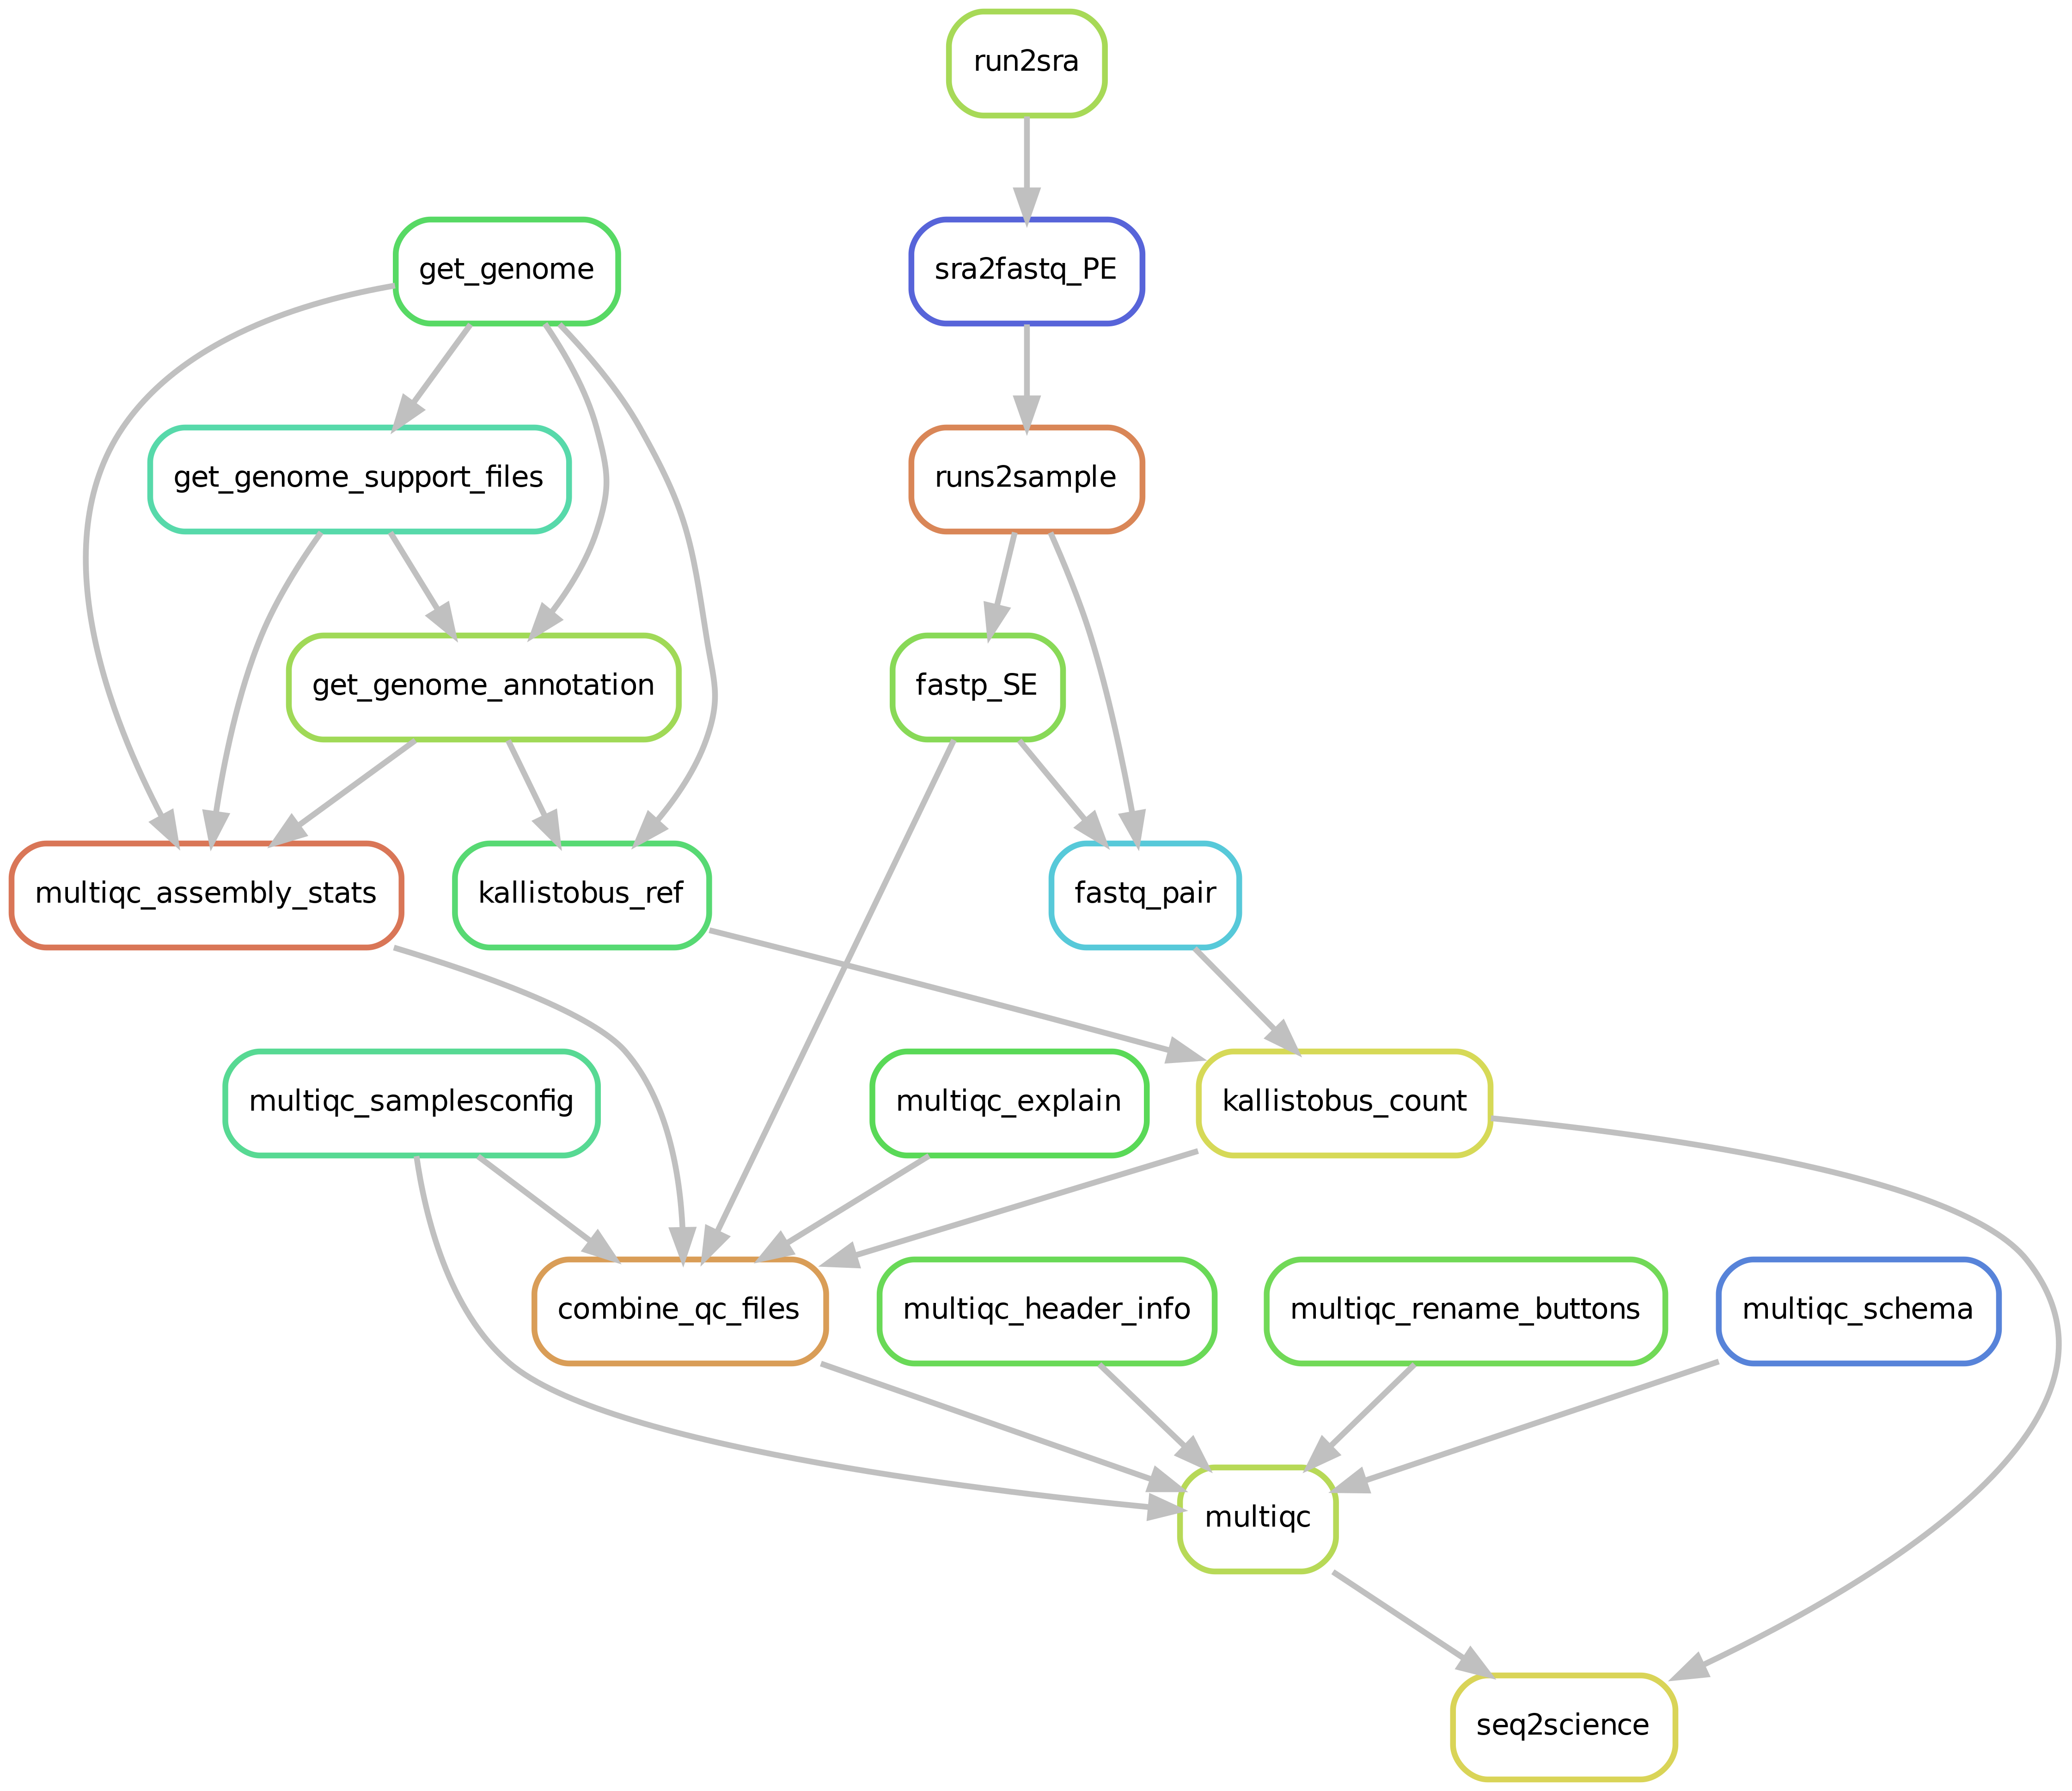 run2sra
get_genome
sra2fastq_PE
get_genome_support_files
runs2sample
get_genome_annotation
fastp_SE
multiqc_assembly_stats
kallistobus_ref
fastq_pair
multiqc_samplesconfig
multiqc_explain
kallistobus_count
combine_qc_files
multiqc_header_info
multiqc_rename_buttons
multiqc_schema
multiqc
seq2science